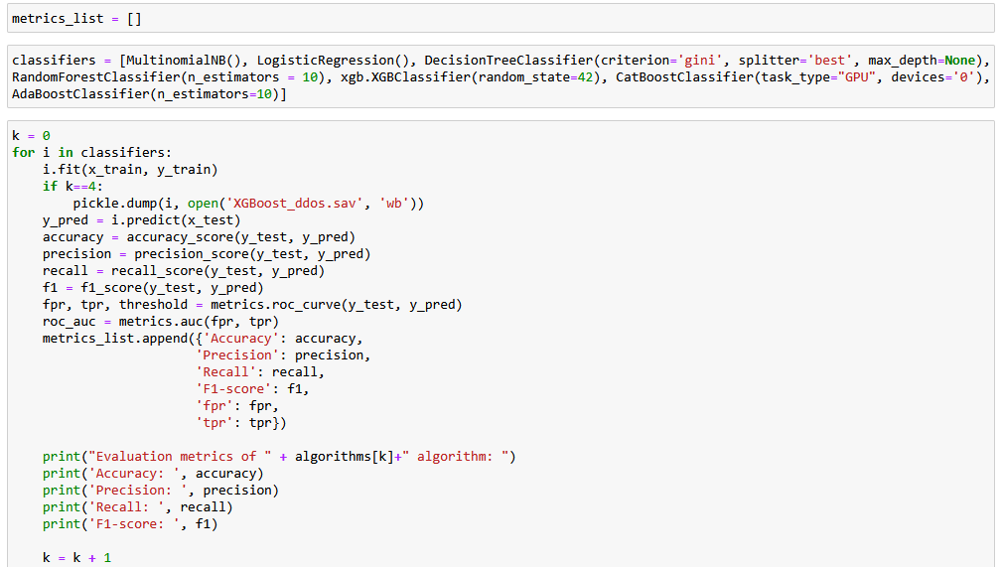 metrics_list = []
classifiers = [MultinomialNB(), LogisticRegression(), DecisionTreeClassifier(criterion='gini', splitter='best', max_depth=None),
RandomForestClassifier(n_estimators = 10), xgb.XGBClassifier(random_state=42), CatBoostClassifier(task_type="GPU", devices='0'),
AdaBoostClassifier(n_estimators=10)]
k = 0
for i in classifiers:
    i.fit(x_train, y_train)
    if k==4:
        pickle.dump(i, open('XGBoost_ddos.sav', 'wb'))
    y_pred = i.predict(x_test)
    accuracy = accuracy_score(y_test, y_pred)
    precision = precision_score(y_test, y_pred)
    recall = recall_score(y_test, y_pred)
    f1 = f1_score(y_test, y_pred)
    fpr, tpr, threshold = metrics.roc_curve(y_test, y_pred)
    roc_auc = metrics.auc(fpr, tpr)
    metrics_list.append({'Accuracy': accuracy,
                        'Precision': precision,
                        'Recall': recall,
                        'F1-score': f1,
                        'fpr': fpr,
                        'tpr': tpr})
    print("Evaluation metrics of " + algorithms[k]+" algorithm: ")
    print('Accuracy: ', accuracy)
    print('Precision: ', precision)
    print('Recall: ', recall)
    print('F1-score: ', f1)
    k = k + 1